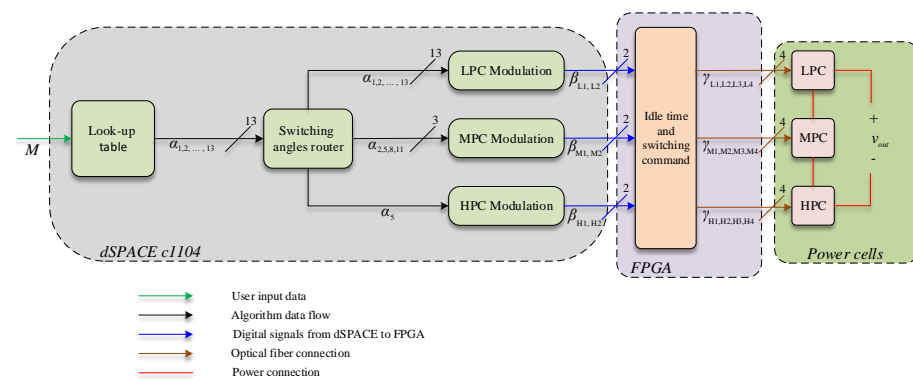 M
Look-up
table
13
α1,2, ... , 13
Switching
angles router
13
α1,2, ... , 13
LPC Modulation
3
α2,5,8,11
MPC Modulation
α5
HPC Modulation
dSPACE c1104
2
βL1, L2
2
βM1, M2
2
βH1, H2
Idle time
and
switching
command
FPGA
4
γL1,L2,L3,L4
4
γM1,M2,M3,M4
4
γH1,H2,H3,H4
LPC
MPC
HPC
+
vout
-
Power cells
User input data
Algorithm data flow
Digital signals from dSPACE to FPGA
Optical fiber connection
Power connection